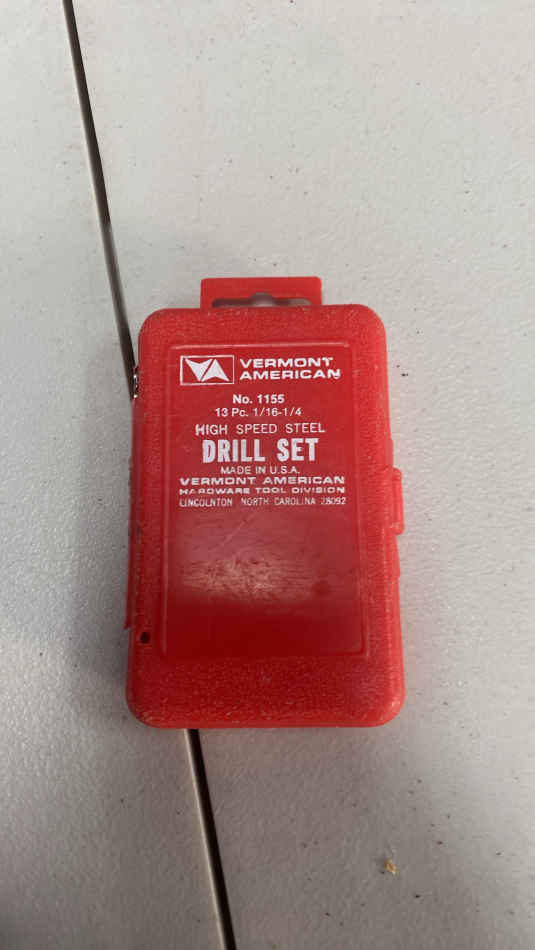 VA VERMONT
AMERICAN
No. 1155
13 Pc. 1/16-1/4
HIGH SPEED STEEL
DRILL SET
MADE IN U.S.A.
VERMONT AMERICAN
HARDWARE TOOL DIVISION
LINCOLNTON NORTH CAROLINA 28092